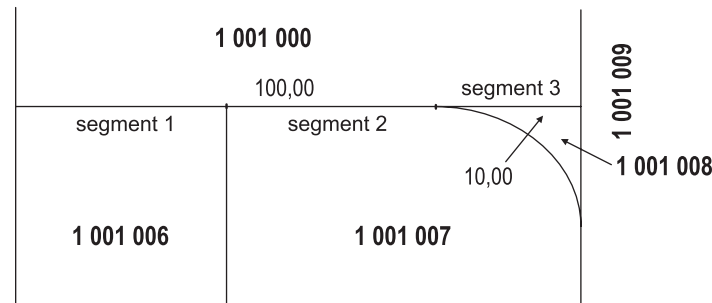 1 001 000
1 001 009
100,00
segment 3
segment 1
segment 2
1 001 008
10,00
1 001 006
1 001 007